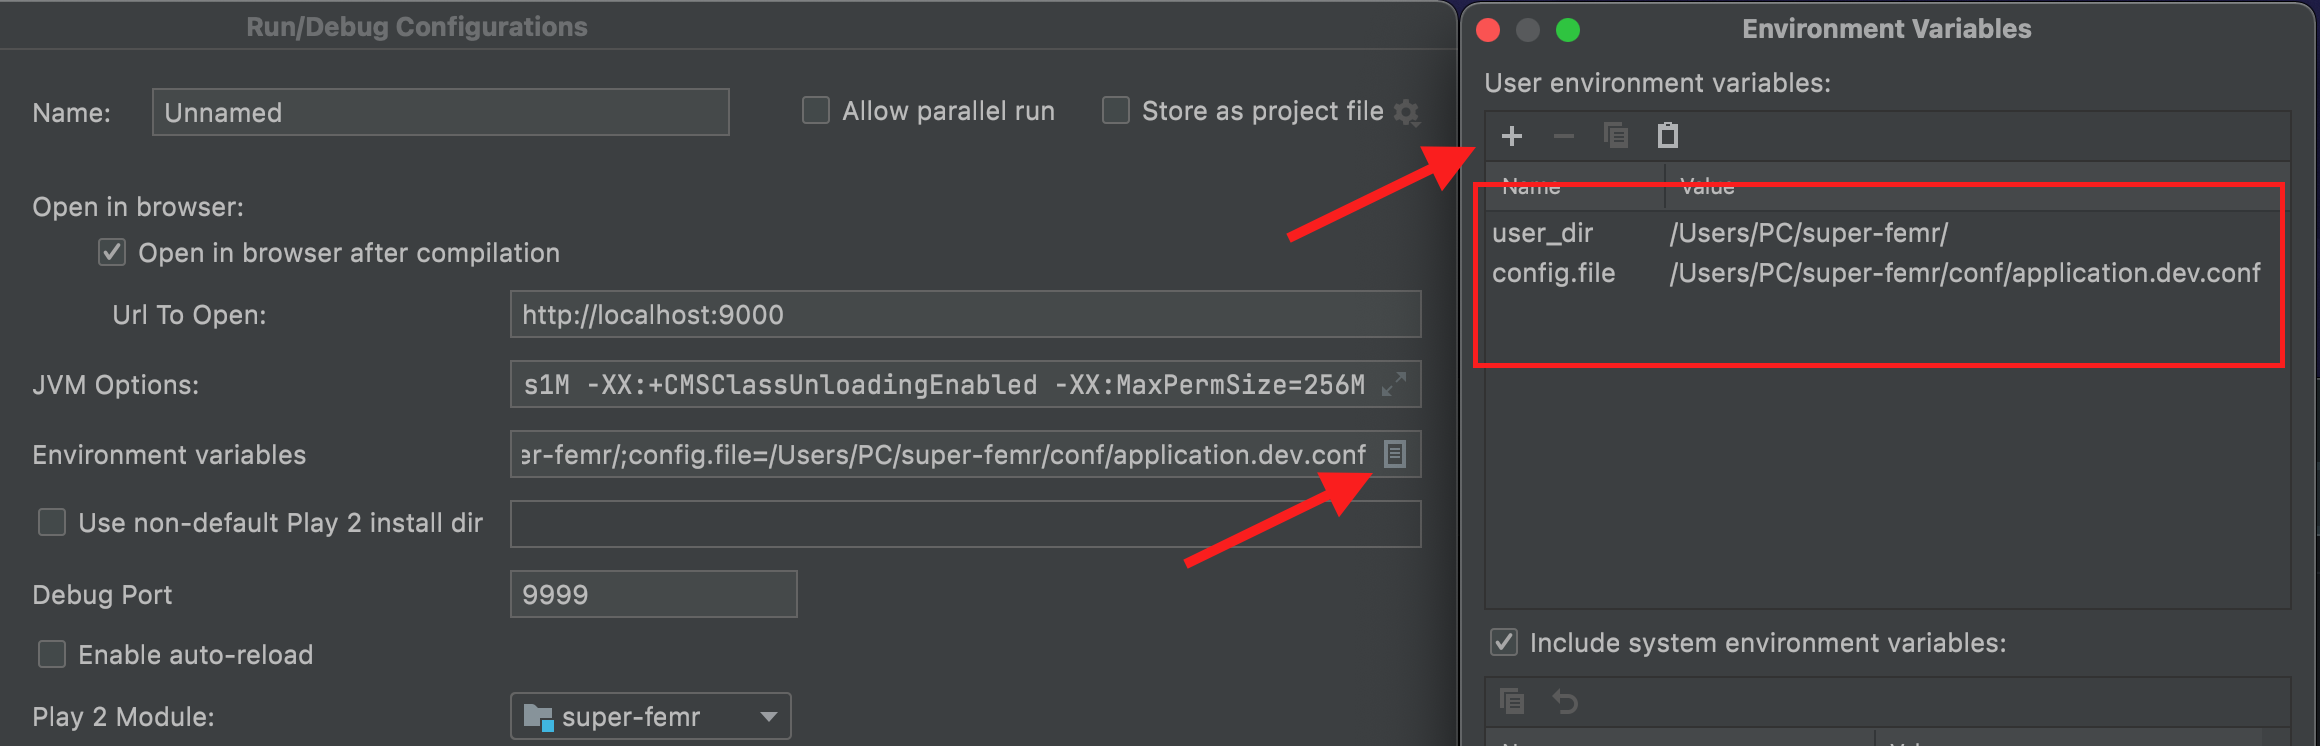 Run/Debug Configurations
Name: Unnamed
Allow parallel run
Store as project file
Open in browser:
Open in browser after compilation
Url To Open: http://localhost:9000
JVM Options: s1M -XX:+CMSClassUnloadingEnabled -XX:MaxPermSize=256M
Environment variables er-femr/;config.file=/Users/PC/super-femr/conf/application.dev.conf
Use non-default Play 2 install dir
Debug Port 9999
Enable auto-reload
Play 2 Module: super-femr
Environment Variables
User environment variables:
Name Value
user_dir /Users/PC/super-femr/
config.file /Users/PC/super-femr/conf/application.dev.conf
Include system environment variables: